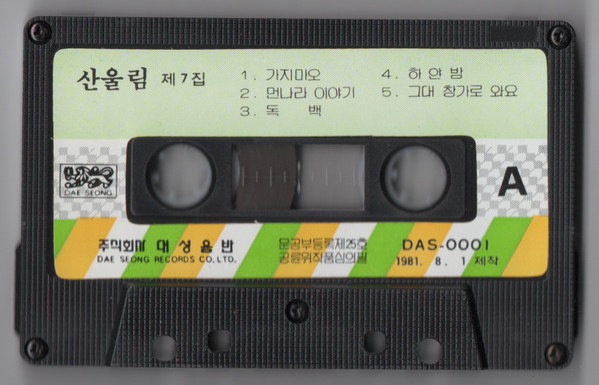 산울림 제7집
1. 가지마오
2. 먼나라 이야기
3. 독 백
4. 하얀밤
5. 그대 창가로 와요
DAE SEONG
A
주식회사 대성음반
DAE SEONG RECORDS CO, LTD.
문공부등록제25호
공륜위작품심의필
DAS-0001
1981. 8. 1 제작